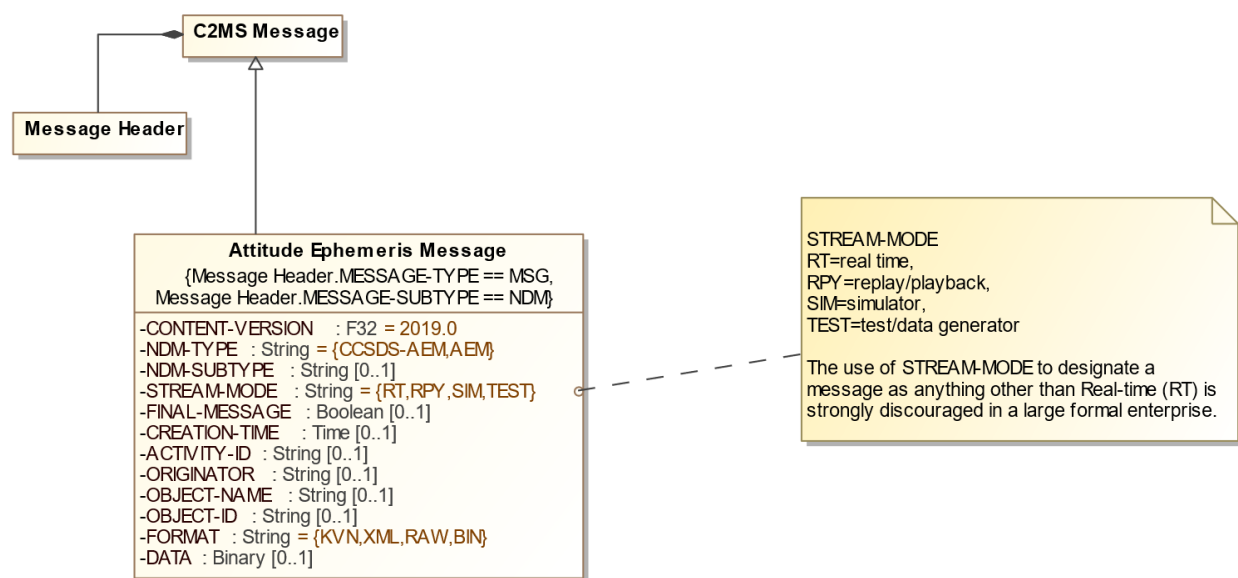 C2MS Message
Message Header
Attitude Ephemeris Message
{Message Header.MESSAGE-TYPE == MSG,
Message Header.MESSAGE-SUBTYPE == NDM}
-CONTENT-VERSION : F32 = 2019.0
-NDM-TYPE : String = {CCSDS-AEM,AEM}
-NDM-SUBTYPE : String [0..1]
-STREAM-MODE : String = {RT,RPY,SIM,TEST}
-FINAL-MESSAGE : Boolean [0..1]
-CREATION-TIME : Time [0..1]
-ACTIVITY-ID : String [0..1]
-ORIGINATOR : String [0..1]
-OBJECT-NAME : String [0..1]
-OBJECT-ID : String [0..1]
-FORMAT : String = {KVN,XML,RAW,BIN}
-DATA : Binary [0..1]
STREAM-MODE
RT=real time,
RPY=replay/playback,
SIM=simulator,
TEST=test/data generator
The use of STREAM-MODE to designate a
message as anything other than Real-time (RT) is
strongly discouraged in a large formal enterprise.